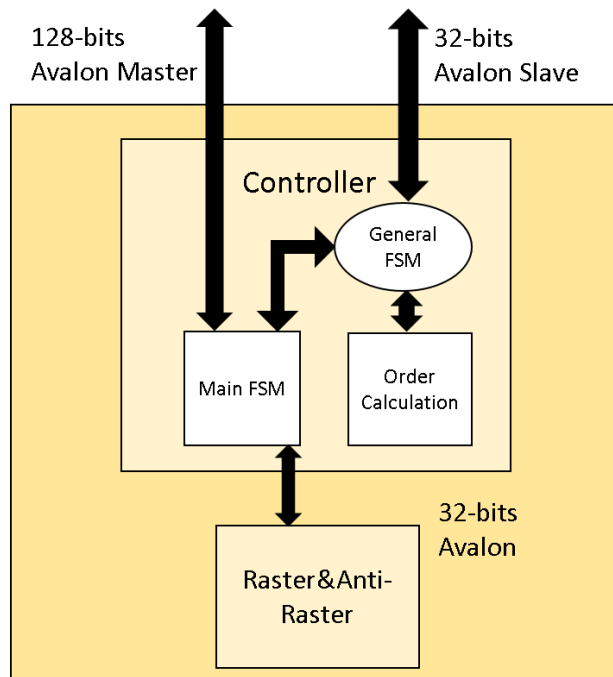 128-bits
Avalon Master
32-bits
Avalon Slave
Controller
General
FSM
Main FSM
Order
Calculation
32-bits
Avalon
Raster&Anti-
Raster